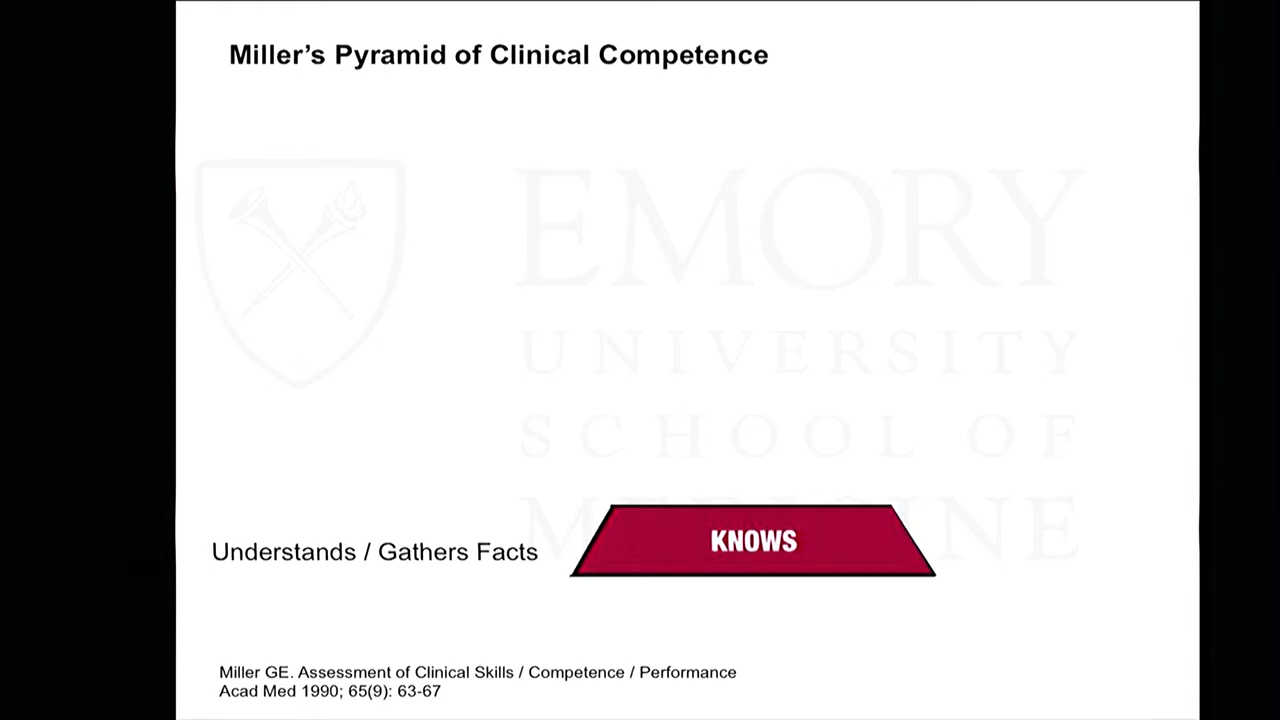 Miller’s Pyramid of Clinical Competence
EMORY
UNIVERSITY
SCHOOL OF
MEDICINE
Understands / Gathers Facts
KNOWS
Miller GE. Assessment of Clinical Skills / Competence / Performance
Acad Med 1990; 65(9): 63-67